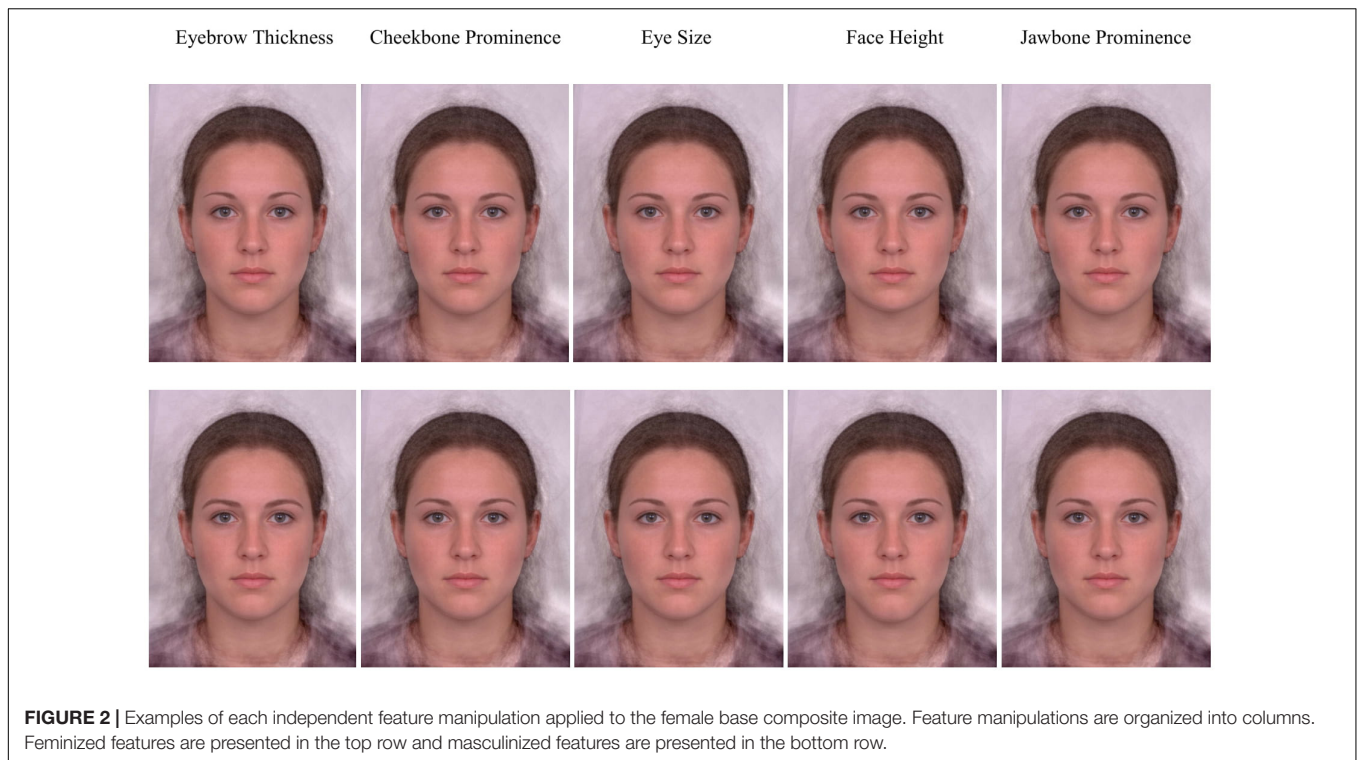 Eyebrow Thickness Cheekbone Prominence Eye Size Face Height Jawbone Prominence
FIGURE 2 | Examples of each independent feature manipulation applied to the female base composite image. Feature manipulations are organized into columns.
Feminized features are presented in the top row and masculinized features are presented in the bottom row.